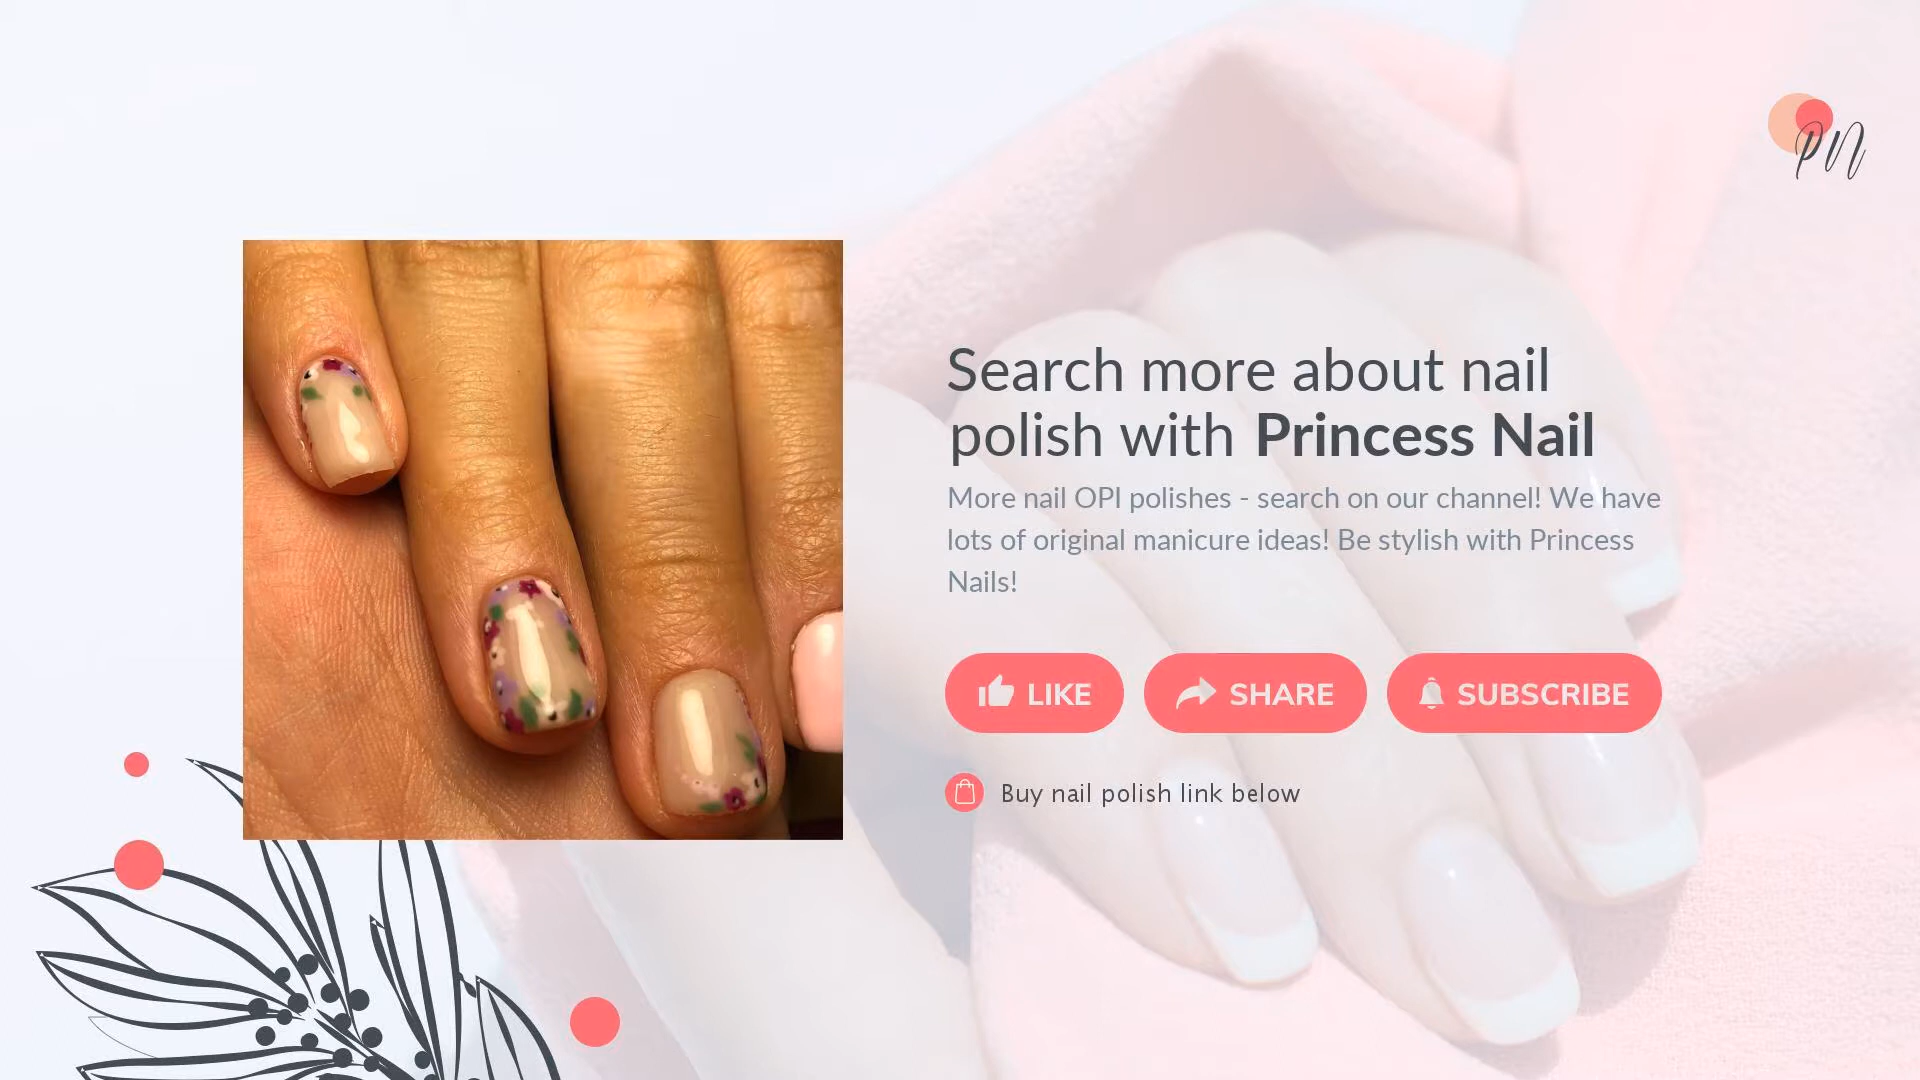 PN
Search more about nail
polish with Princess Nail
More nail OPI polishes - search on our channel! We have
lots of original manicure ideas! Be stylish with Princess
Nails!
LIKE SHARE SUBSCRIBE
Buy nail polish link below